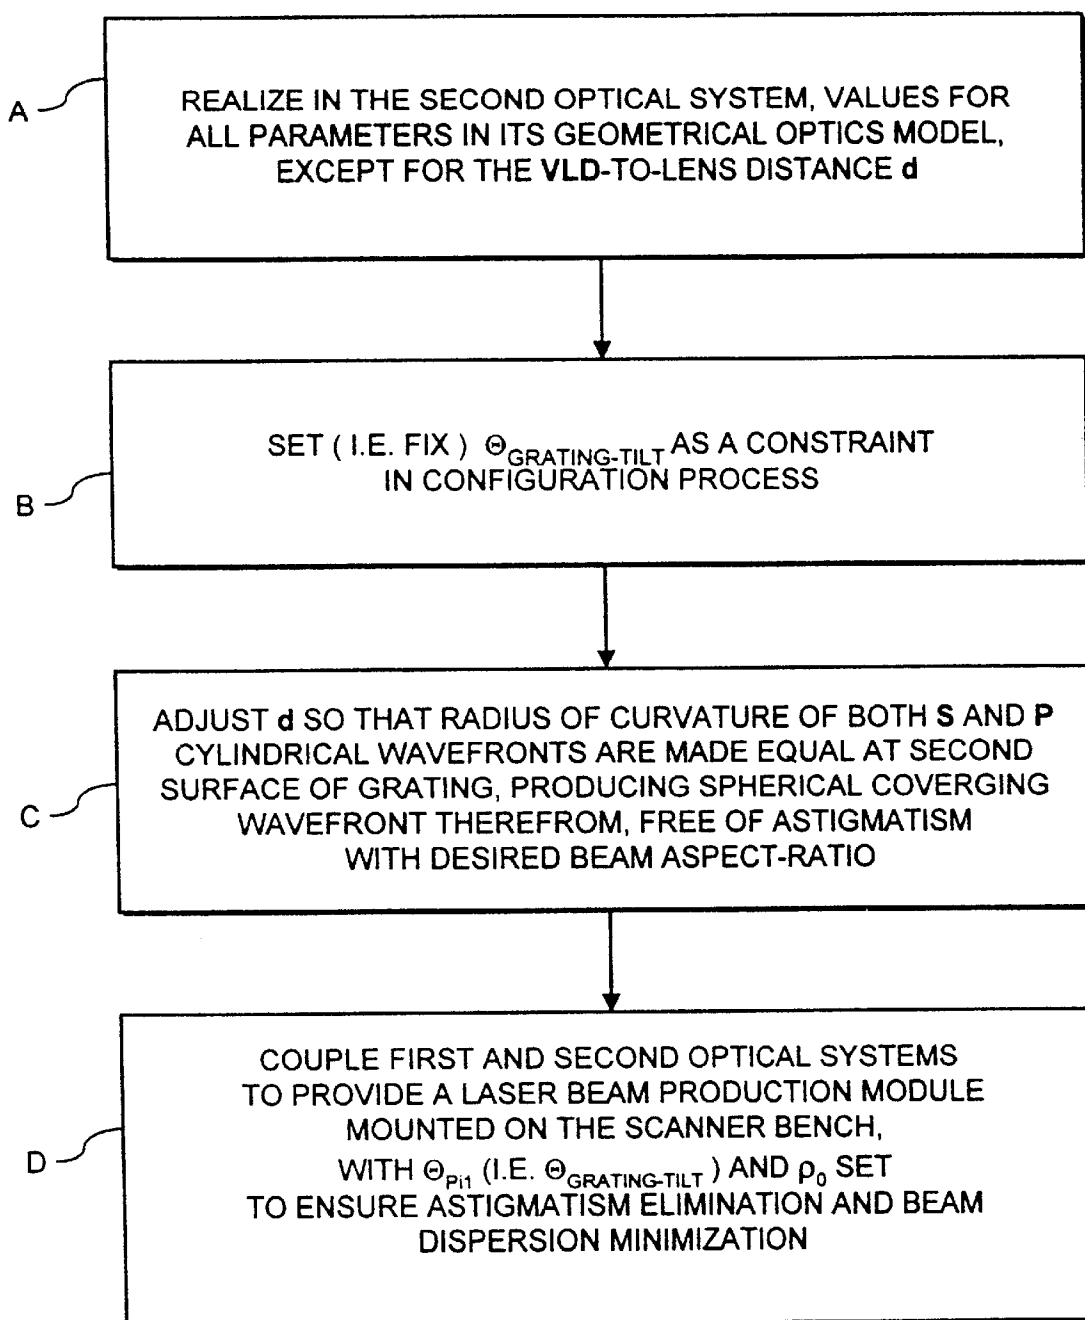 A
REALIZE IN THE SECOND OPTICAL SYSTEM, VALUES FOR
ALL PARAMETERS IN ITS GEOMETRICAL OPTICS MODEL,
EXCEPT FOR THE VLD-TO-LENS DISTANCE d
B
SET ( I.E. FIX ) Θ_GRATING-TILT AS A CONSTRAINT
IN CONFIGURATION PROCESS
C
ADJUST d SO THAT RADIUS OF CURVATURE OF BOTH S AND P
CYLINDRICAL WAVEFRONTS ARE MADE EQUAL AT SECOND
SURFACE OF GRATING, PRODUCING SPHERICAL COVERGING
WAVEFRONT THEREFROM, FREE OF ASTIGMATISM
WITH DESIRED BEAM ASPECT-RATIO
D
COUPLE FIRST AND SECOND OPTICAL SYSTEMS
TO PROVIDE A LASER BEAM PRODUCTION MODULE
MOUNTED ON THE SCANNER BENCH,
WITH Θ_Pi1 (I.E. Θ_GRATING-TILT ) AND ρ_0 SET
TO ENSURE ASTIGMATISM ELIMINATION AND BEAM
DISPERSION MINIMIZATION